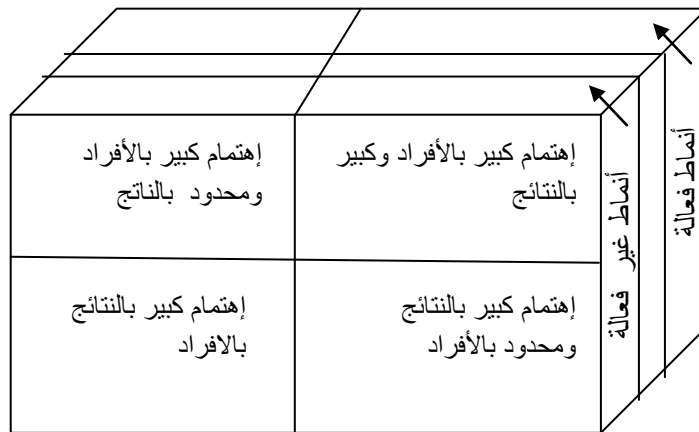 إهتمام كبير بالأفراد وكبير
بالنتائج
إهتمام كبير بالأفراد
ومحدود بالناتج
إهتمام كبير بالنتائج
ومحدود بالأفراد
إهتمام كبير بالنتائج
بالافراد
أنماط غير فعالة
أنماط فعالة